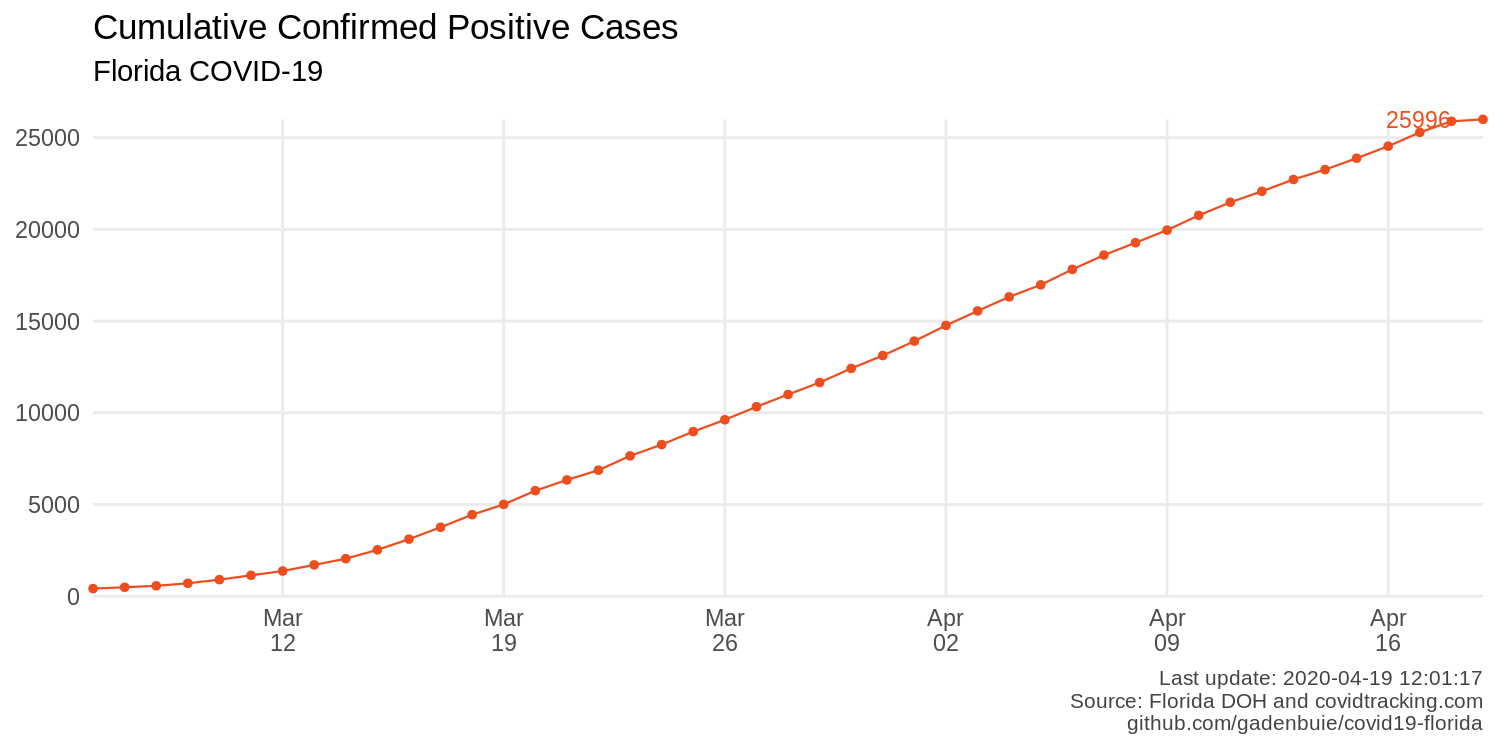 Cumulative Confirmed Positive Cases
Florida COVID-19
25996
25000
20000
15000
10000
5000
0
Mar Mar Mar Apr Apr Apr
12 19 26 02 09 16
Last update: 2020-04-19 12:01:17
Source: Florida DOH and covidtracking.com
github.com/gadenbuie/covid19-florida